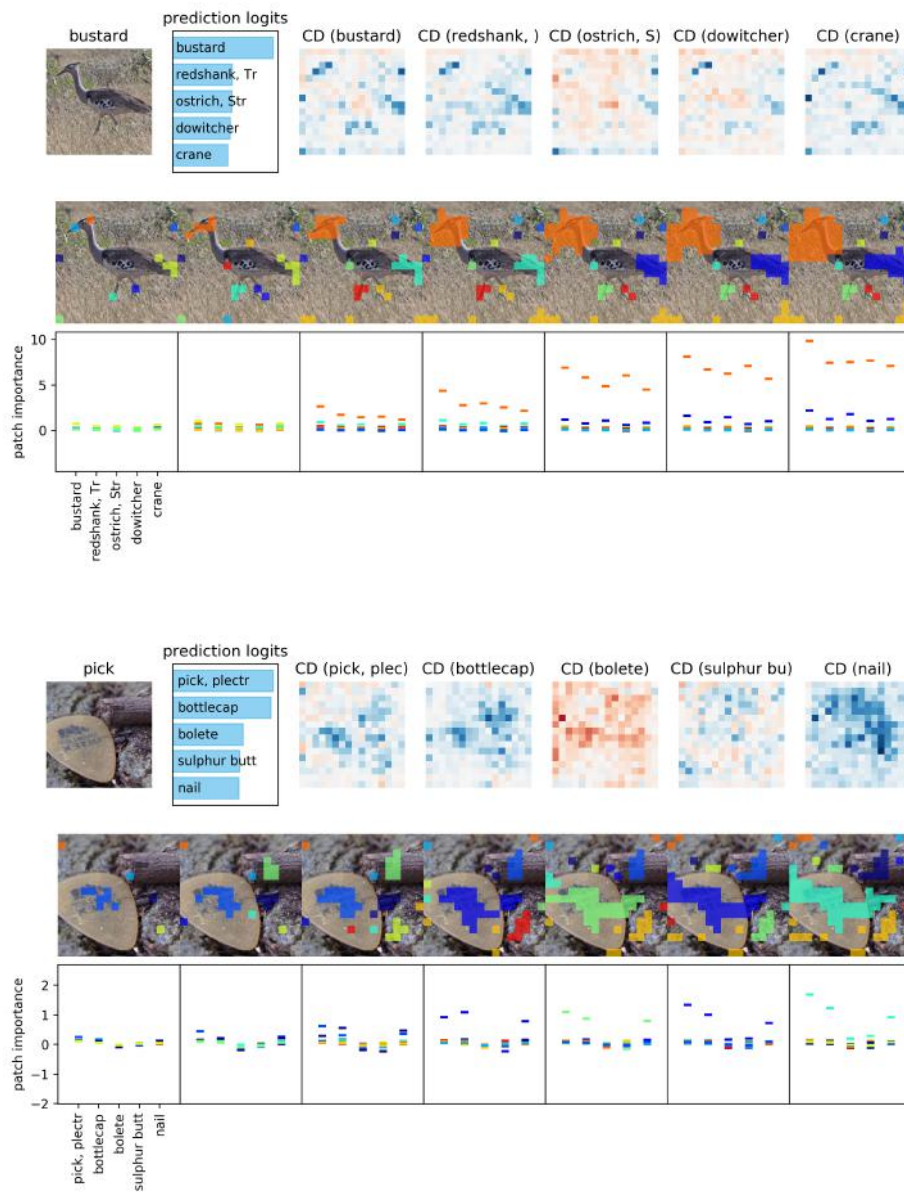 prediction logits
bustard
CD (bustard)
CD (redshank, )
CD (ostrich, S)
CD (dowitcher)
CD (crane)
bustard
redshank, Tr
ostrich, Str
dowitcher
crane
10
5
0
patch importance
bustard
redshank, Tr
ostrich, Str
dowitcher
crane
prediction logits
pick
CD (pick, plec)
CD (bottlecap)
CD (bolete)
CD (sulphur bu)
CD (nail)
pick, plectr
bottlecap
bolete
sulphur butt
nail
2
1
0
−1
−2
patch importance
pick, plectr
bottlecap
bolete
sulphur butt
nail